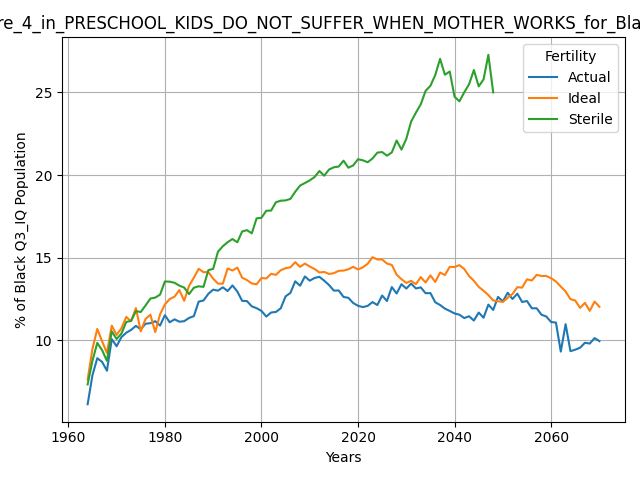 re_4_in_PRESCHOOL_KIDS_DO_NOT_SUFFER_WHEN_MOTHER_WORKS_for_Bla
Fertility
Actual
Ideal
Sterile
% of Black Q3_IQ Population
25
20
15
10
1960
1980
2000
2020
2040
2060
Years